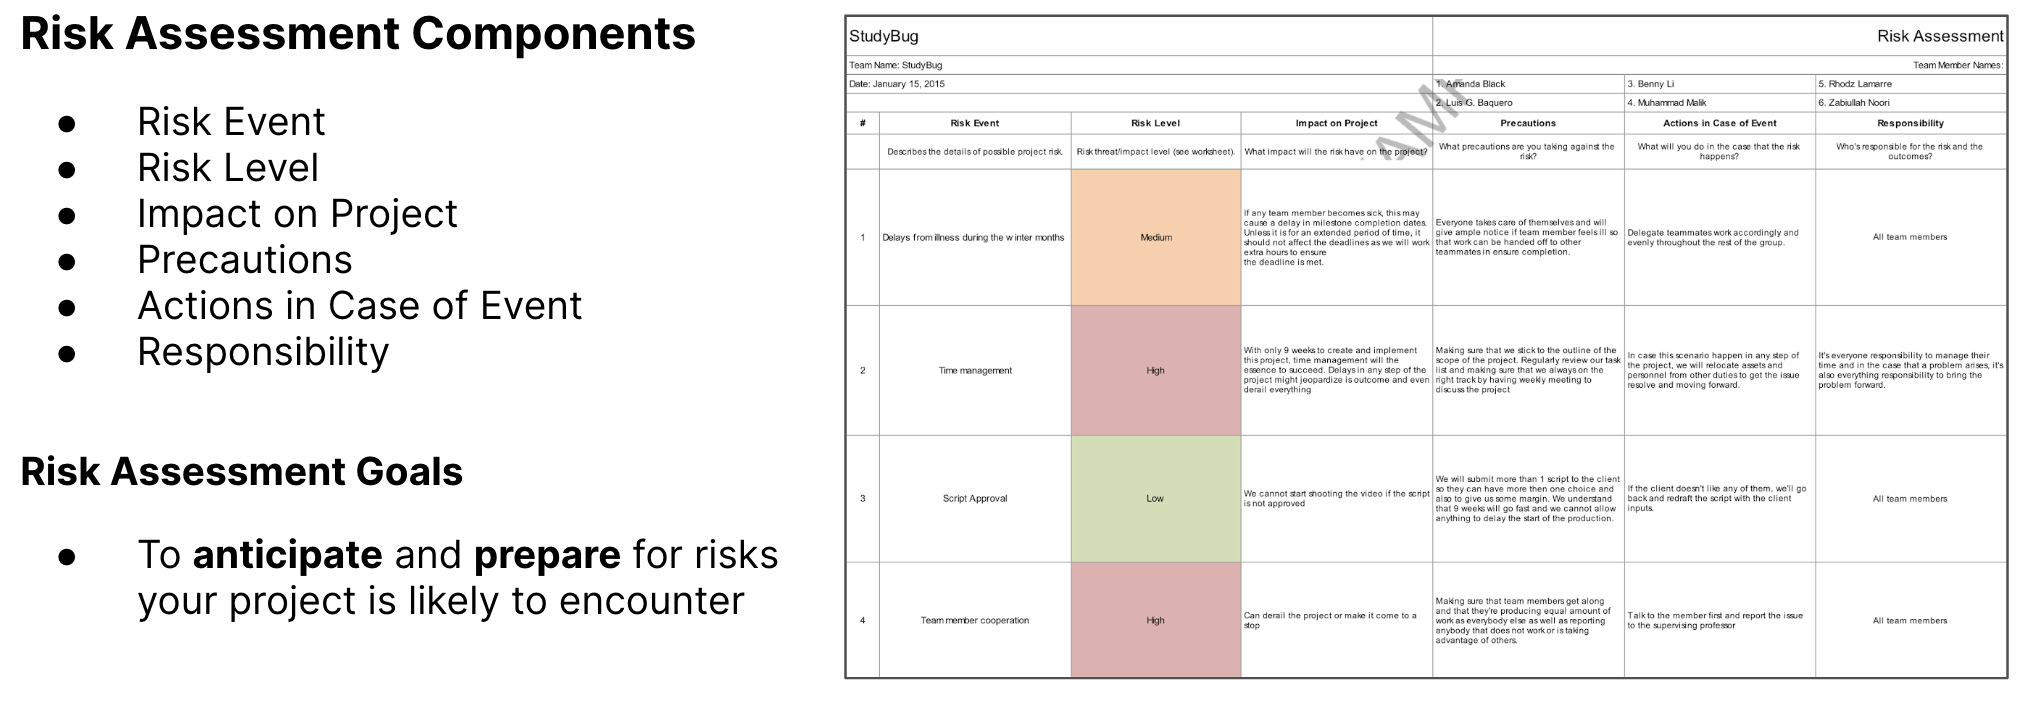 Risk Assessment Components
● Risk Event
● Risk Level
● Impact on Project
● Precautions
● Actions in Case of Event
● Responsibility
Risk Assessment Goals
● To anticipate and prepare for risks
your project is likely to encounter
StudyBug
Risk Assessment
Team Name: StudyBug
Team Member Names:
Date: January 15, 2015
1. Amanda Black
3. Benny Li
5. Rhodz Lamarre
2. Luis G. Baquero
4. Muhammad Malik
6. Zabiullah Noori
#
Risk Event
Risk Level
Impact on Project
Precautions
Actions in Case of Event
Responsibility
Describes the details of possible project risk.
Risk threat/impact level (see worksheet).
What impact will the risk have on the project?
What precautions are you taking against the
risk?
What will you do in the case that the risk
happens?
Who's responsible for the risk and the
outcomes?
1
Delays from illness during the winter months
Medium
If any team member becomes sick, this may
cause a delay in milestone completion dates.
Unless it is for an extended period of time, it
should not affect the deadlines as we will work
extra hours to ensure
the deadline is met.
Everyone takes care of themselves and will
give ample notice if team member feels ill so
that work can be handed off to other
teammates in ensure completion.
Delegate teammates work accordingly and
evenly throughout the rest of the group.
All team members
2
Time management
High
With only 9 weeks to create and implement
this project, time management will the
essence to succeed. Delays in any step of the
project might jeopardize is outcome and even
derail everything
Making sure that we stick to the outline of the
scope of the project. Regularly review our task
list and making sure that we always on the
right track by having weekly meeting to
discuss the project
In case this scenario happen in any step of
the project, we will relocate assets and
personnel from other duties to get the issue
resolve and moving forward.
It's everyone responsibility to manage their
time and in the case that a problem arises, it's
also everything responsibility to bring the
problem forward.
3
Script Approval
Low
We cannot start shooting the video if the script
is not approved
We will submit more than 1 script to the client
so they can have more then one choice and
also to give us some margin. We understand
that 9 weeks will go fast and we cannot allow
anything to delay the start of the production.
If the client doesn't like any of them, we'll go
back and redraft the script with the client
inputs.
All team members
4
Team member cooperation
High
Can derail the project or make it come to a
stop
Making sure that team members get along
and that they're producing equal amount of
work as everybody else as well as reporting
anybody that does not work or is taking
advantage of others.
Talk to the member first and report the issue
to the supervising professor
All team members